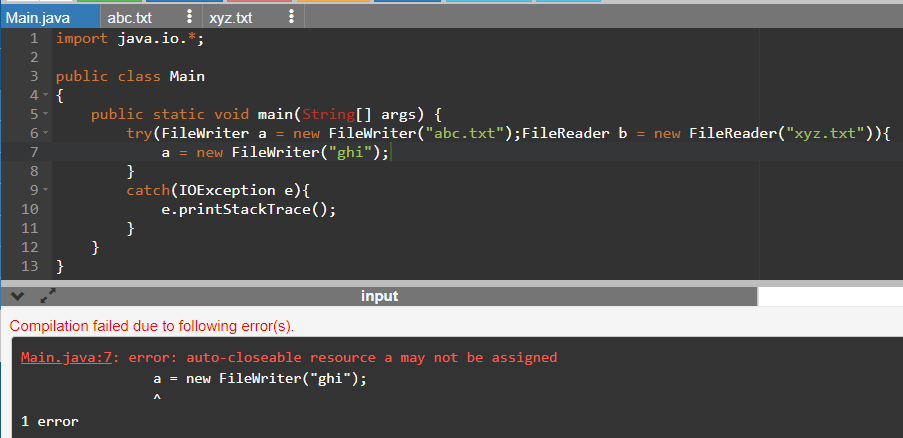 Main.java abc.txt xyz.txt
1 import java.io.*;
2
3 public class Main
4 {
5 public static void main(String[] args) {
6 try(FileWriter a = new FileWriter("abc.txt");FileReader b = new FileReader("xyz.txt")){
7 a = new FileWriter("ghi");
8 }
9 catch(IOException e){
10 e.printStackTrace();
11 }
12 }
13 }
input
Compilation failed due to following error(s).
Main.java:7: error: auto-closeable resource a may not be assigned
a = new FileWriter("ghi");
^
1 error